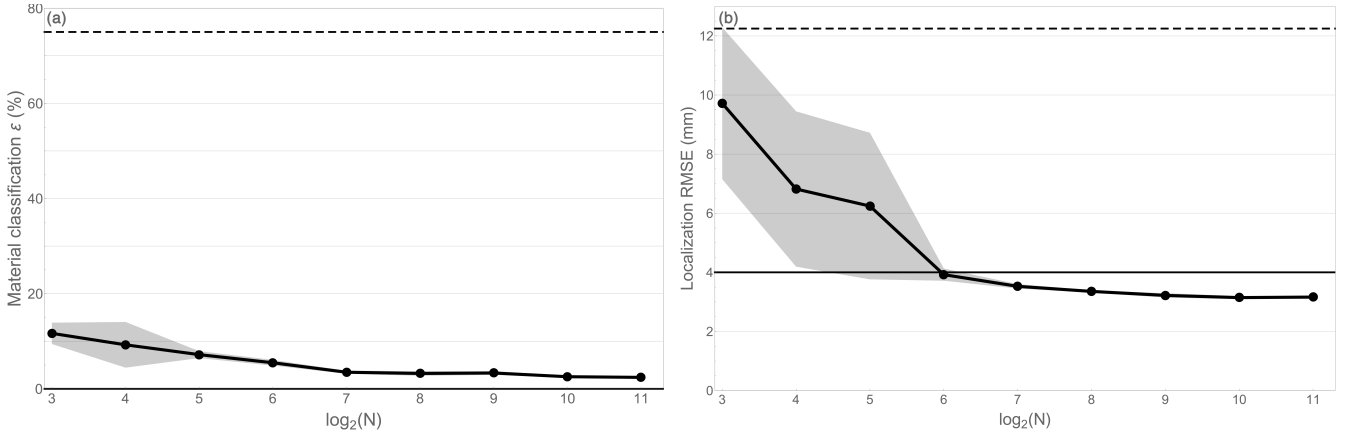 (a)
80
60
40
20
0
Material classification ε (%)
3 4 5 6 7 8 9 10 11
log₂(N)
(b)
12
10
8
6
4
2
0
Localization RMSE (mm)
3 4 5 6 7 8 9 10 11
log₂(N)